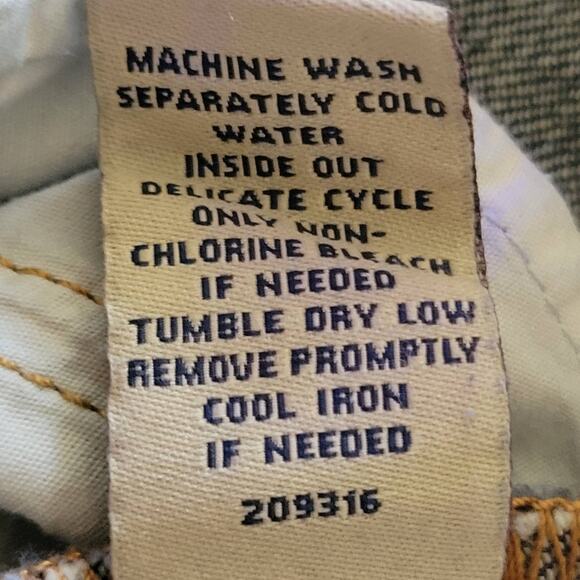 MACHINE WASH
SEPARATELY COLD
WATER
INSIDE OUT
DELICATE CYCLE
ONLY NON-
CHLORINE BLEACH
IF NEEDED
TUMBLE DRY LOW
REMOVE PROMPTLY
COOL IRON
IF NEEDED
209316